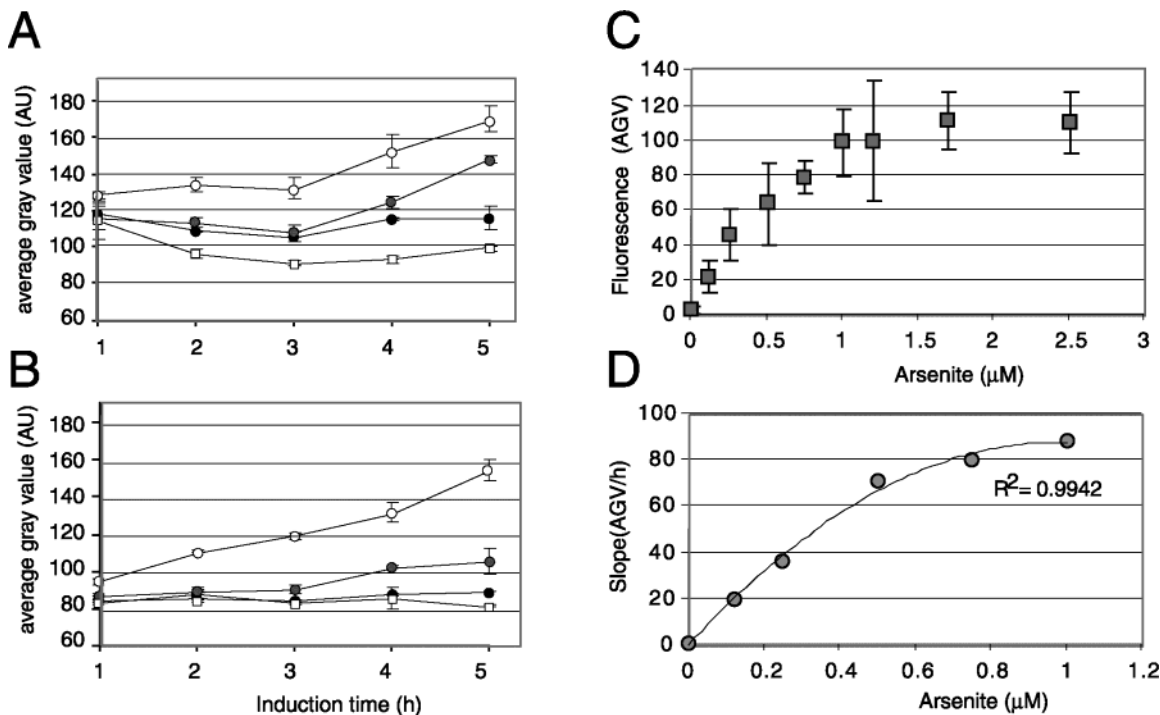 A
average gray value (AU)
180
160
140
120
100
80
60
1 2 3 4 5
B
average gray value (AU)
180
160
140
120
100
80
60
1 2 3 4 5
Induction time (h)
C
Fluorescence (AGV)
140
120
100
80
60
40
20
0
0 0.5 1 1.5 2 2.5 3
Arsenite (μM)
D
Slope(AGV/h)
100
80
60
40
20
0
R²= 0.9942
0 0.2 0.4 0.6 0.8 1 1.2
Arsenite (μM)